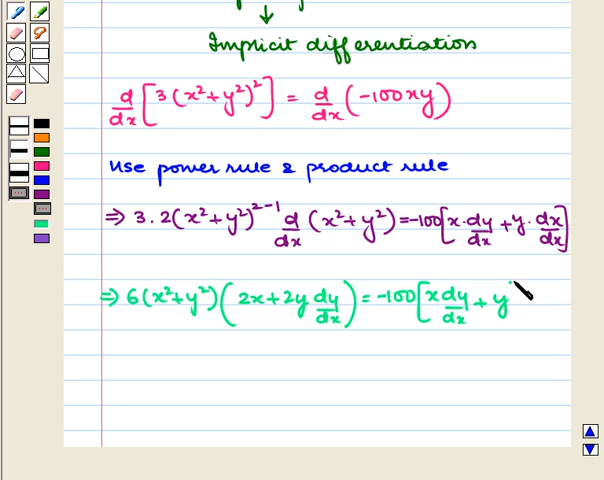 ↓
Implicit differentiation
d/dx [3(x²+y²)²] = d/dx (-100xy)
Use power rule & product rule
⇒ 3.2(x²+y²)²⁻¹ d/dx (x²+y²) = -100[x.dy/dx + y.dx/dx]
⇒ 6(x²+y²)(2x+2y dy/dx) = -100[x dy/dx + y